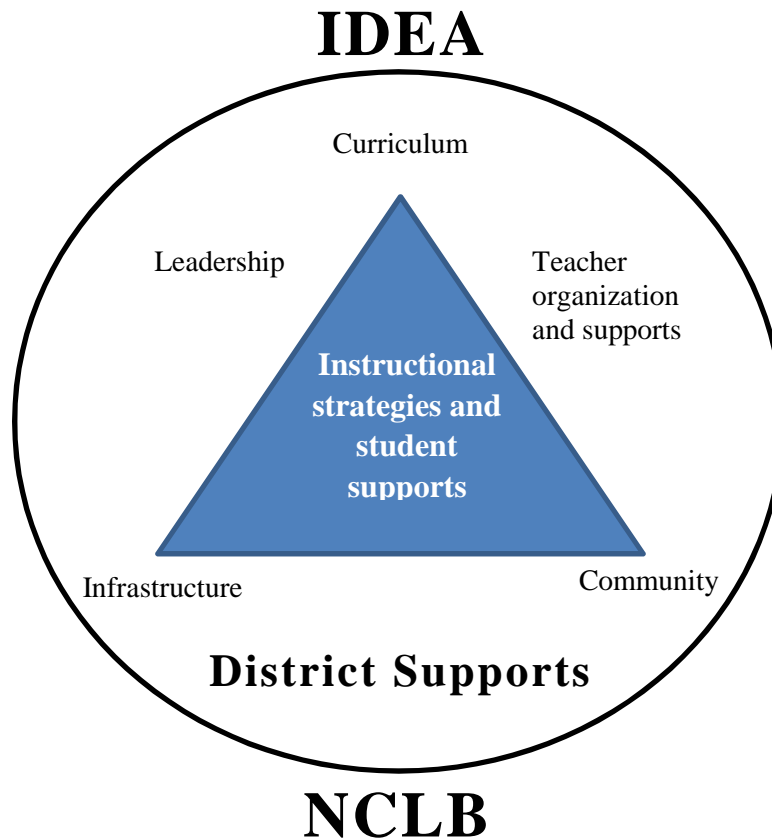 IDEA
Curriculum
Leadership
Teacher
organization
and supports
Instructional
strategies and
student
supports
Infrastructure
Community
District Supports
NCLB